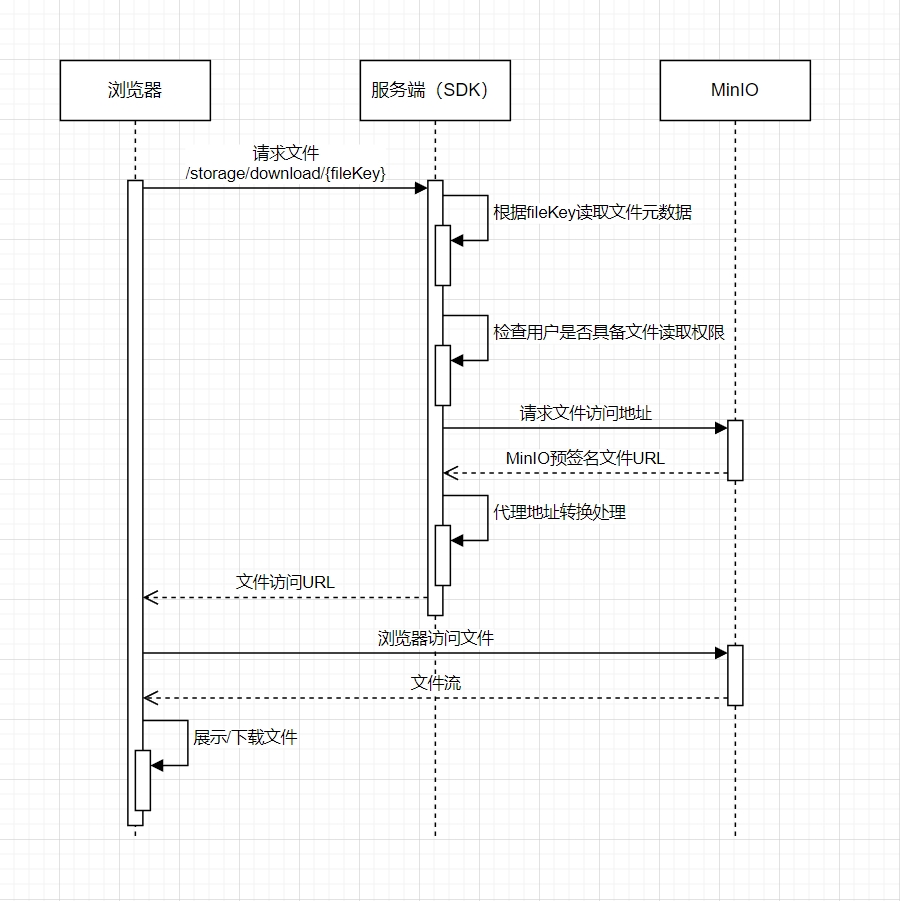 浏览器
服务端（SDK）
MinIO
请求文件
/storage/download/{fileKey}
根据fileKey读取文件元数据
检查用户是否具备文件读取权限
请求文件访问地址
MinIO预签名文件URL
代理地址转换处理
文件访问URL
浏览器访问文件
文件流
展示/下载文件